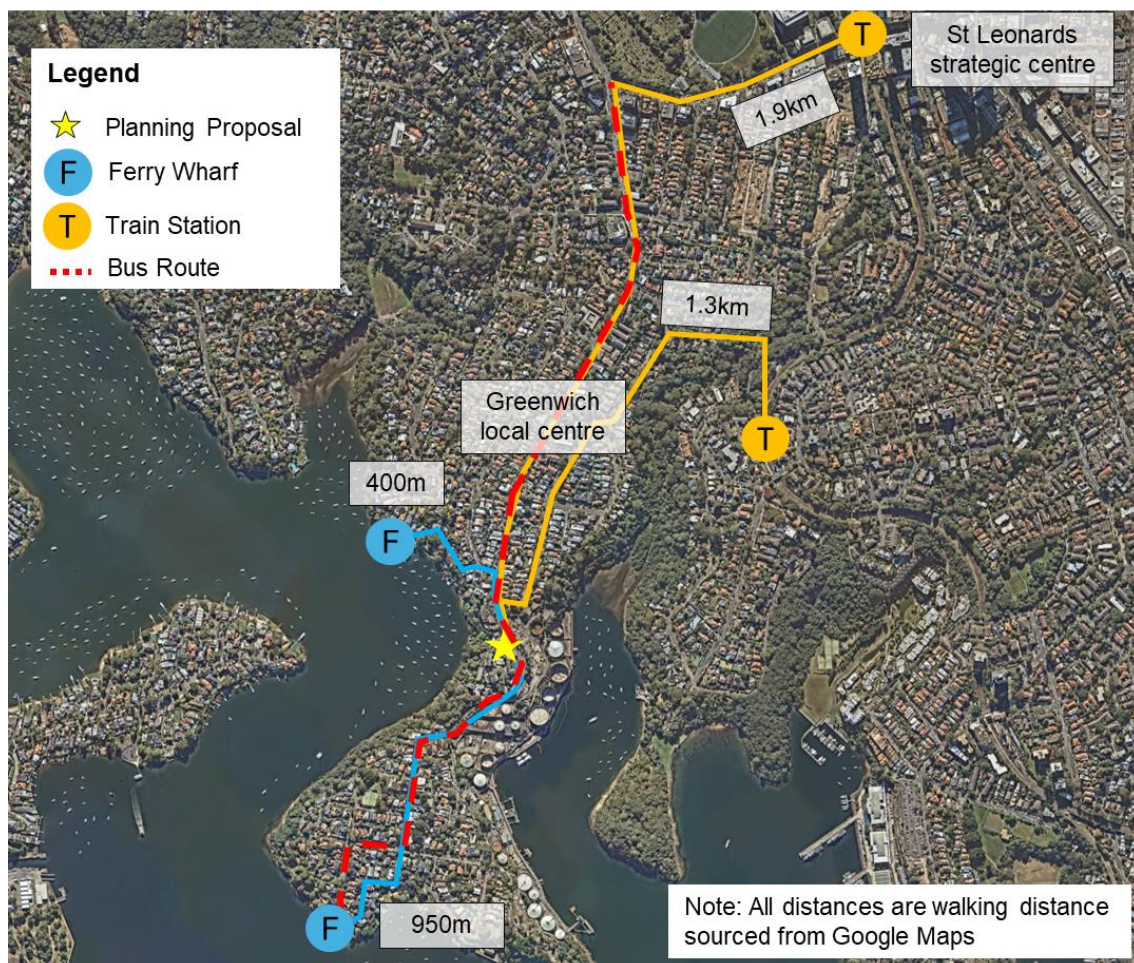 Legend
Planning Proposal
F Ferry Wharf
T Train Station
Bus Route
T
St Leonards
strategic centre
1.9km
1.3km
Greenwich
local centre
T
400m
F
F
950m
Note: All distances are walking distance
sourced from Google Maps